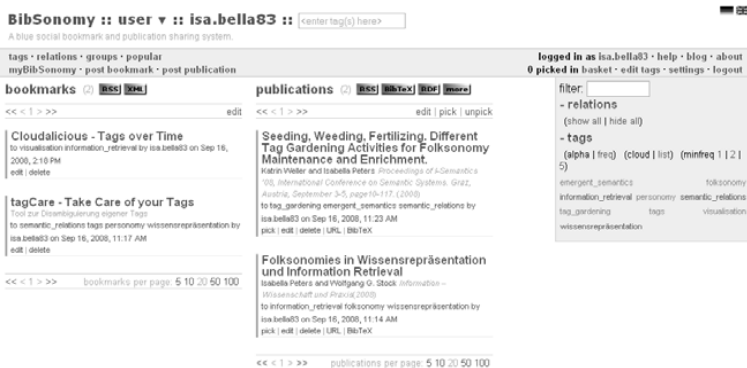 BibSonomy :: user ▾ :: isa.bella83 :: <enter tag(s) here>
A blue social bookmark and publication sharing system.
tags · relations · groups · popular
myBibSonomy · post bookmark · post publication
logged in as isa.bella83 · help · blog · about
0 picked in basket · edit tags · settings · logout
bookmarks (2) RSS XML
<< < 1 > >> edit
Cloudalicious - Tags over Time
to visualisation information_retrieval by isa.bella83 on Sep 16,
2008, 2:18 PM
edit | delete
tagCare - Take Care of your Tags
Tool zur Disambiguierung eigener Tags
to semantic_relations tags personomy wissensrepräsentation by
isa.bella83 on Sep 16, 2008, 11:17 AM
edit | delete
<< < 1 > >> bookmarks per page: 5 10 20 50 100
publications (2) RSS BibTeX RDF more
<< < 1 > >> edit | pick | unpick
Seeding, Weeding, Fertilizing. Different
Tag Gardening Activities for Folksonomy
Maintenance and Enrichment.
Katrin Weller and Isabella Peters Proceedings of I-Semantics
'08, International Conference on Semantic Systems. Graz,
Austria, September 3-5, page110-117. (2008)
to tag_gardening emergent_semantics semantic_relations by
isa.bella83 on Sep 16, 2008, 11:23 AM
pick | edit | delete | URL | BibTeX
Folksonomies in Wissensrepräsentation
und Information Retrieval
Isabella Peters and Wolfgang G. Stock Information –
Wissenschaft und Praxis(2008)
to information_retrieval folksonomy wissensrepräsentation by
isa.bella83 on Sep 16, 2008, 11:14 AM
pick | edit | delete | URL | BibTeX
<< < 1 > >> publications per page: 5 10 20 50 100
filter:
- relations
(show all | hide all)
- tags
(alpha | freq) (cloud | list) (minfreq 1 | 2 |
5)
emergent_semantics folksonomy
information_retrieval personomy semantic_relations
tag_gardening tags visualisation
wissensrepräsentation